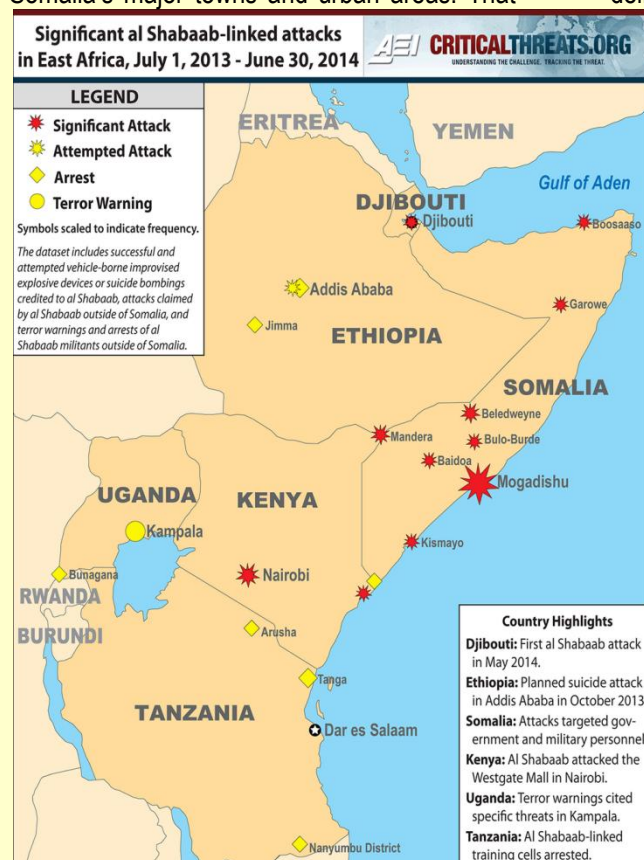 Somalia's major towns and urban areas. That
Significant al Shabaab-linked attacks
in East Africa, July 1, 2013 - June 30, 2014
AEI
CRITICALTHREATS.ORG
UNDERSTANDING THE CHALLENGE. TRACKING THE THREAT.
LEGEND
Significant Attack
Attempted Attack
Arrest
Terror Warning
Symbols scaled to indicate frequency.
The dataset includes successful and
attempted vehicle-borne improvised
explosive devices or suicide bombings
credited to al Shabaab, attacks claimed
by al Shabaab outside of Somalia, and
terror warnings and arrests of al
Shabaab militants outside of Somalia.
ERITREA
YEMEN
Gulf of Aden
DJIBOUTI
Djibouti
Boosaaso
Addis Ababa
Garowe
Jimma
ETHIOPIA
SOMALIA
Beledweyne
Mandera
Bulo-Burde
Baidoa
Mogadishu
UGANDA
KENYA
Kampala
Kismayo
Bunagana
Nairobi
RWANDA
BURUNDI
Arusha
Tanga
TANZANIA
Dar es Salaam
Nanyumbu District
Country Highlights
Djibouti: First al Shabaab attack
in May 2014.
Ethiopia: Planned suicide attack
in Addis Ababa in October 2013
Somalia: Attacks targeted gov-
ernment and military personnel
Kenya: Al Shabaab attacked the
Westgate Mall in Nairobi.
Uganda: Terror warnings cited
specific threats in Kampala.
Tanzania: Al Shabaab-linked
training cells arrested.